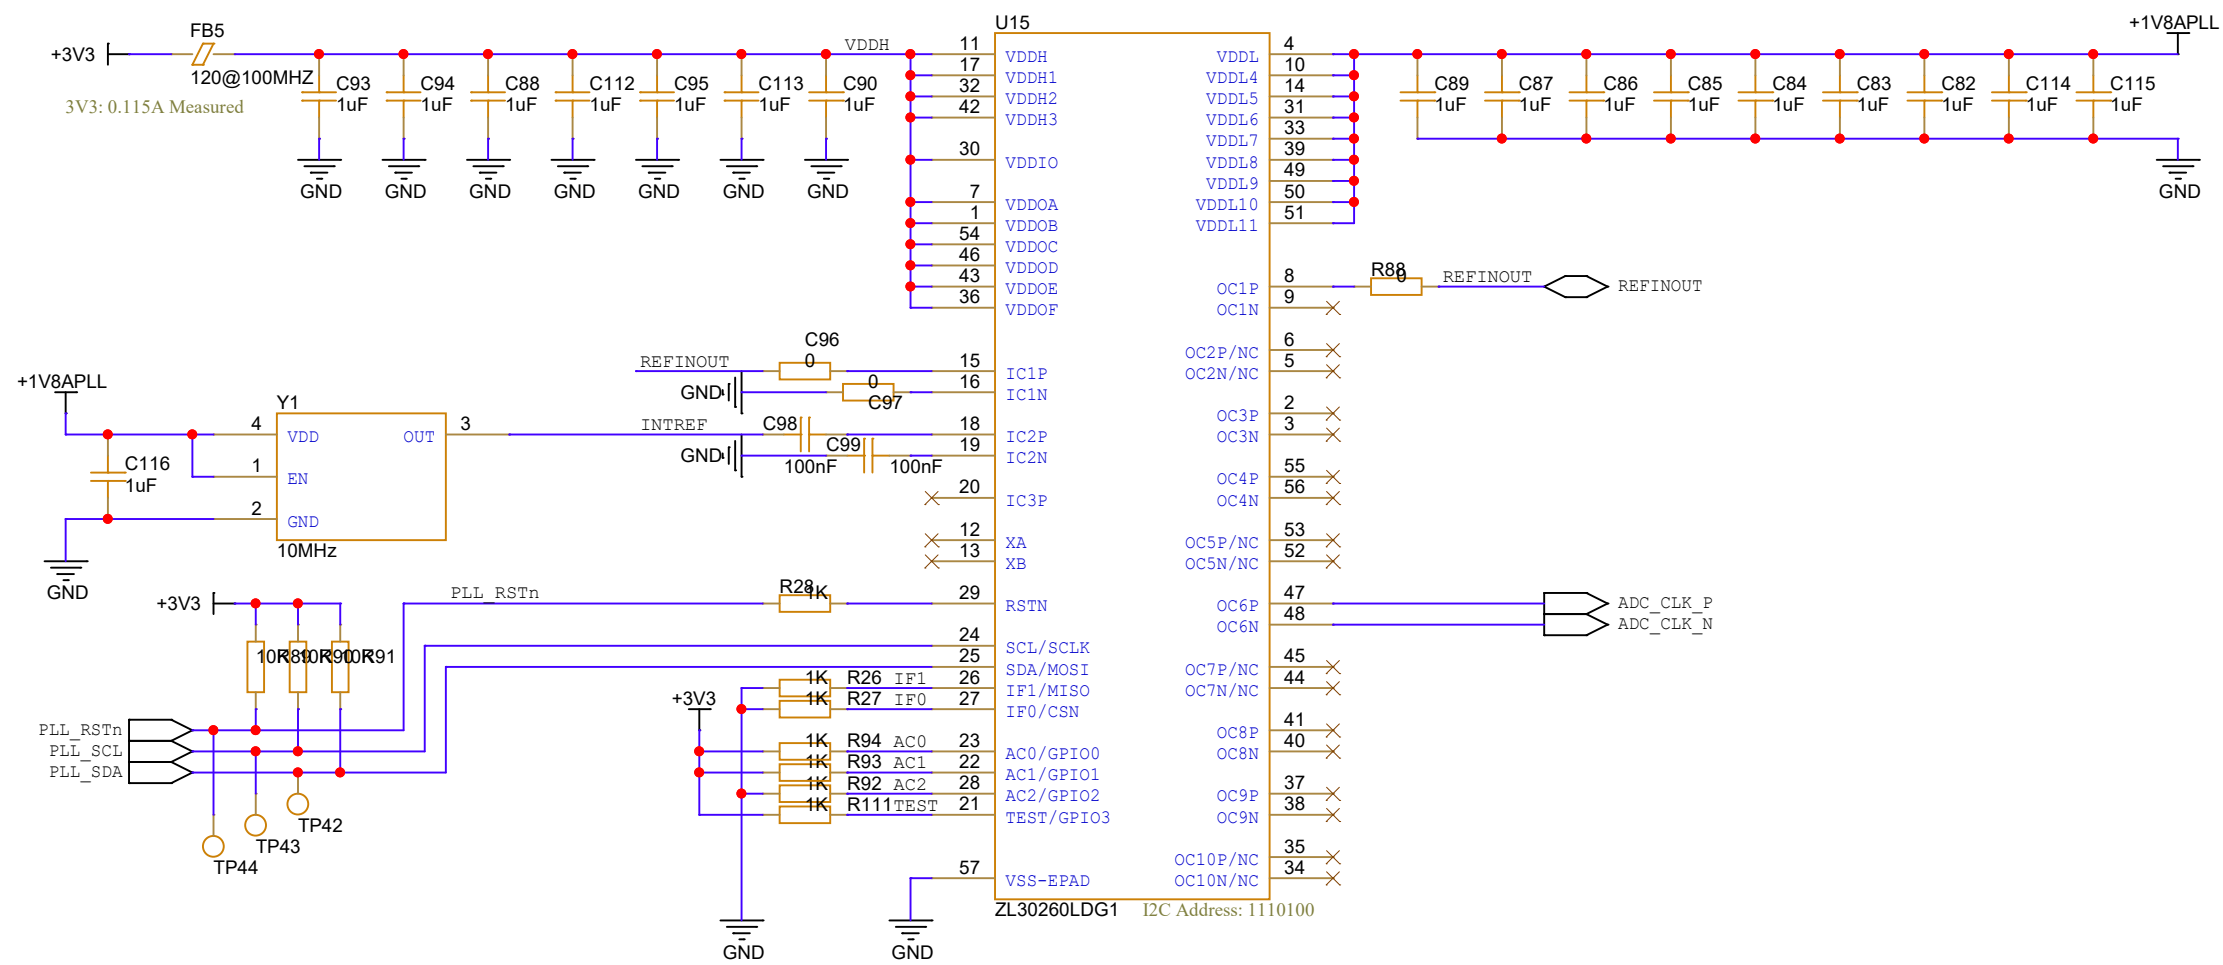 U15
+1V8APLL
FB5
+3V3
120@100MHZ
3V3: 0.115A Measured
VDDH
C93
1uF
C94
1uF
C88
1uF
C112
1uF
C95
1uF
C113
1uF
C90
1uF
GND
GND
GND
GND
GND
GND
GND
11 VDDH
17 VDDH1
32 VDDH2
42 VDDH3
30 VDDIO
7 VDDOA
1 VDDOB
54 VDDOC
46 VDDOD
43 VDDOE
36 VDDOF
VDDL 4
VDDL4 10
VDDL5 14
VDDL6 31
VDDL7 33
VDDL8 39
VDDL9 49
VDDL10 50
VDDL11 51
C89
1uF
C87
1uF
C86
1uF
C85
1uF
C84
1uF
C83
1uF
C82
1uF
C114
1uF
C115
1uF
GND
OC1P 8
OC1N 9
R88
0
REFINOUT
REFINOUT
OC2P/NC 6
OC2N/NC 5
OC3P 2
OC3N 3
OC4P 55
OC4N 56
OC5P/NC 53
OC5N/NC 52
OC6P 47
OC6N 48
ADC_CLK_P
ADC_CLK_N
OC7P/NC 45
OC7N/NC 44
OC8P 41
OC8N 40
OC9P 37
OC9N 38
OC10P/NC 35
OC10N/NC 34
REFINOUT
C96
0
15 IC1P
GND
0
C97
16 IC1N
INTREF
C98
100nF
18 IC2P
GND
C99
100nF
19 IC2N
20 IC3P
12 XA
13 XB
+1V8APLL
Y1
4 VDD
OUT 3
1 EN
2 GND
10MHz
C116
1uF
GND
+3V3
PLL_RSTn
R28
1K
29 RSTN
24 SCL/SCLK
25 SDA/MOSI
10K
R89
10K
R90
10K
R91
PLL_RSTn
PLL_SCL
PLL_SDA
TP42
TP43
TP44
+3V3
1K R26 IF1 26 IF1/MISO
1K R27 IF0 27 IF0/CSN
1K R94 AC0 23 AC0/GPIO0
1K R93 AC1 22 AC1/GPIO1
1K R92 AC2 28 AC2/GPIO2
1K R111 TEST 21 TEST/GPIO3
57 VSS-EPAD
GND
GND
ZL30260LDG1
I2C Address: 1110100